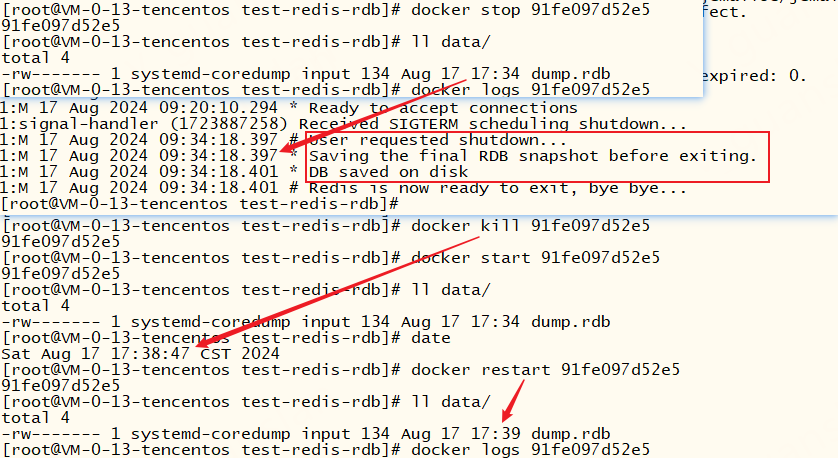 [root@VM-0-13-tencentos test-redis-rdb]# docker stop 91fe097d52e5
91fe097d52e5
fect.
[root@VM-0-13-tencentos test-redis-rdb]# ll data/
total 4
-rw------- 1 systemd-coredump input 134 Aug 17 17:34 dump.rdb
expired: 0.
[root@VM-0-13-tencentos test-redis-rdb]# docker logs 91fe097d52e5
1:M 17 Aug 2024 09:20:10.294 * Ready to accept connections
1:signal-handler (1723887258) Received SIGTERM scheduling shutdown...
1:M 17 Aug 2024 09:34:18.397 # User requested shutdown...
1:M 17 Aug 2024 09:34:18.397 * Saving the final RDB snapshot before exiting.
1:M 17 Aug 2024 09:34:18.401 * DB saved on disk
1:M 17 Aug 2024 09:34:18.401 # Redis is now ready to exit, bye bye...
[root@VM-0-13-tencentos test-redis-rdb]#
[root@VM-0-13-tencentos test-redis-rdb]# docker kill 91fe097d52e5
91fe097d52e5
[root@VM-0-13-tencentos test-redis-rdb]# docker start 91fe097d52e5
91fe097d52e5
[root@VM-0-13-tencentos test-redis-rdb]# ll data/
total 4
-rw------- 1 systemd-coredump input 134 Aug 17 17:34 dump.rdb
[root@VM-0-13-tencentos test-redis-rdb]# date
Sat Aug 17 17:38:47 CST 2024
[root@VM-0-13-tencentos test-redis-rdb]# docker restart 91fe097d52e5
91fe097d52e5
[root@VM-0-13-tencentos test-redis-rdb]# ll data/
total 4
-rw------- 1 systemd-coredump input 134 Aug 17 17:39 dump.rdb
[root@VM-0-13-tencentos test-redis-rdb]# docker logs 91fe097d52e5